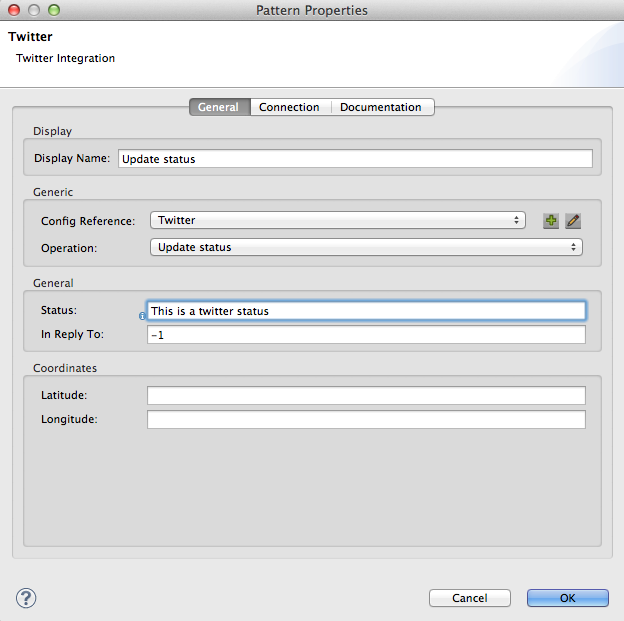 Pattern Properties
Twitter
Twitter Integration
General Connection Documentation
Display
Display Name: Update status
Generic
Config Reference: Twitter
Operation: Update status
General
Status: This is a twitter status
In Reply To: -1
Coordinates
Latitude:
Longitude:
? Cancel OK